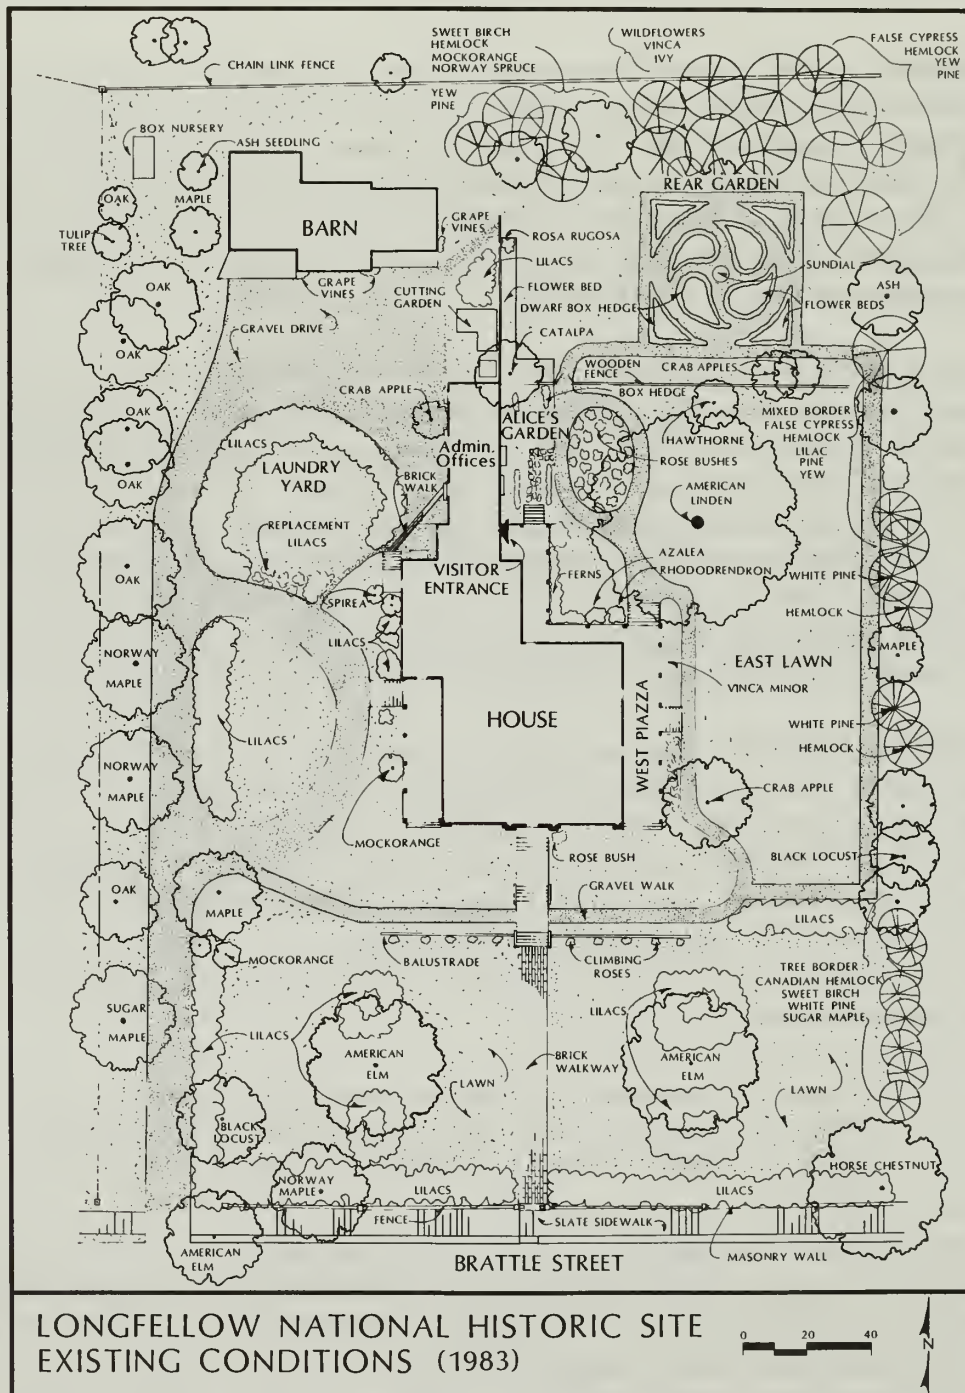 SWEET BIRCH
HEMLOCK
MOCKORANGE
NORWAY SPRUCE
WILDFLOWERS
VINCA
IVY
FALSE CYPRESS
HEMLOCK
YEW
PINE
CHAIN LINK FENCE
YEW
PINE
BOX NURSERY
ASH SEEDLING
REAR GARDEN
OAK
MAPLE
BARN
GRAPE
VINES
ROSA RUGOSA
TULIP
TREE
LILACS
SUNDIAL
OAK
GRAPE
VINES
CUTTING
GARDEN
FLOWER BED
ASH
DWARF BOX HEDGE
FLOWER BEDS
GRAVEL DRIVE
CATALPA
OAK
WOODEN
FENCE
CRAB APPLES
CRAB APPLE
BOX HEDGE
OAK
ALICE'S
GARDEN
MIXED BORDER
FALSE CYPRESS
HEMLOCK
LILAC
PINE
YEW
LILACS
HAWTHORNE
Admin.
Offices
LAUNDRY
YARD
ROSE BUSHES
OAK
BRICK
WALK
AMERICAN
LINDEN
REPLACEMENT
LILACS
AZALEA
RHODODRENDRON
VISITOR
ENTRANCE
FERNS
OAK
WHITE PINE
SPIREA
HEMLOCK
LILACS
NORWAY
MAPLE
MAPLE
EAST LAWN
VINCA MINOR
HOUSE
WEST PIAZZA
WHITE PINE
LILACS
HEMLOCK
NORWAY
MAPLE
CRAB APPLE
MOCKORANGE
ROSE BUSH
BLACK LOCUST
OAK
GRAVEL WALK
MAPLE
LILACS
MOCKORANGE
BALUSTRADE
CLIMBING
ROSES
TREE BORDER
CANADIAN HEMLOCK
SWEET BIRCH
WHITE PINE
SUGAR MAPLE
SUGAR
MAPLE
LILACS
LILACS
AMERICAN
ELM
BRICK
WALKWAY
AMERICAN
ELM
LAWN
LAWN
BLACK
LOCUST
HORSE CHESTNUT
NORWAY
MAPLE
LILACS
LILACS
FENCE
SLATE SIDEWALK
AMERICAN
ELM
BRATTLE STREET
MASONRY WALL
LONGFELLOW NATIONAL HISTORIC SITE
EXISTING CONDITIONS (1983)
0 20 40
N